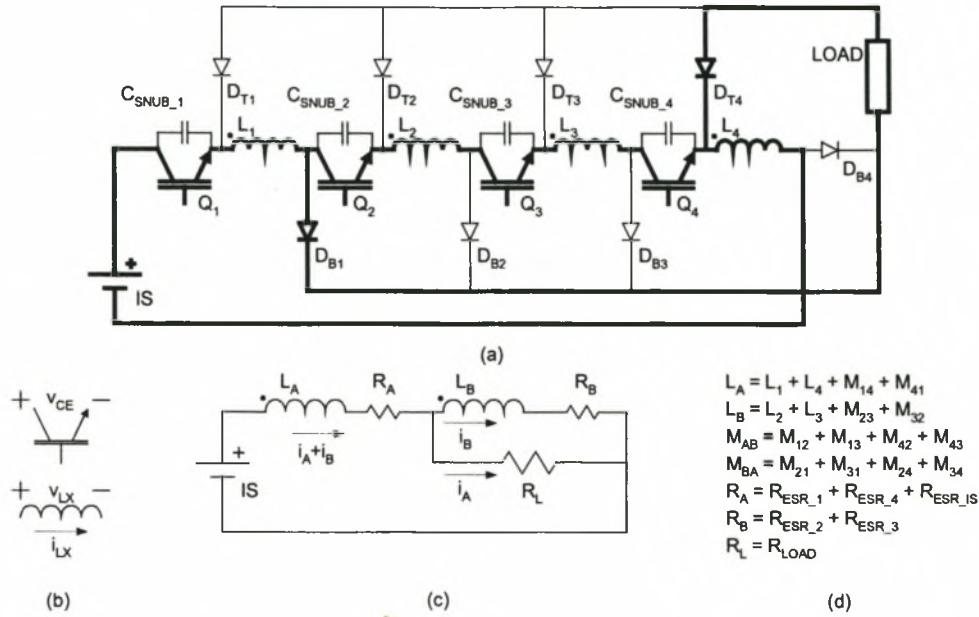 LOAD
D_T1
D_T2
D_T3
D_T4
C_SNUB_1
C_SNUB_2
C_SNUB_3
C_SNUB_4
L_1
L_2
L_3
L_4
D_B4
Q_1
Q_2
Q_3
Q_4
D_B1
D_B2
D_B3
+
IS
(a)
+ v_CE −
+ v_LX −
i_LX
(b)
L_A
R_A
L_B
R_B
i_A+i_B
i_B
+
IS
i_A
R_L
(c)
L_A = L_1 + L_4 + M_14 + M_41
L_B = L_2 + L_3 + M_23 + M_32
M_AB = M_12 + M_13 + M_42 + M_43
M_BA = M_21 + M_31 + M_24 + M_34
R_A = R_ESR_1 + R_ESR_4 + R_ESR_IS
R_B = R_ESR_2 + R_ESR_3
R_L = R_LOAD
(d)